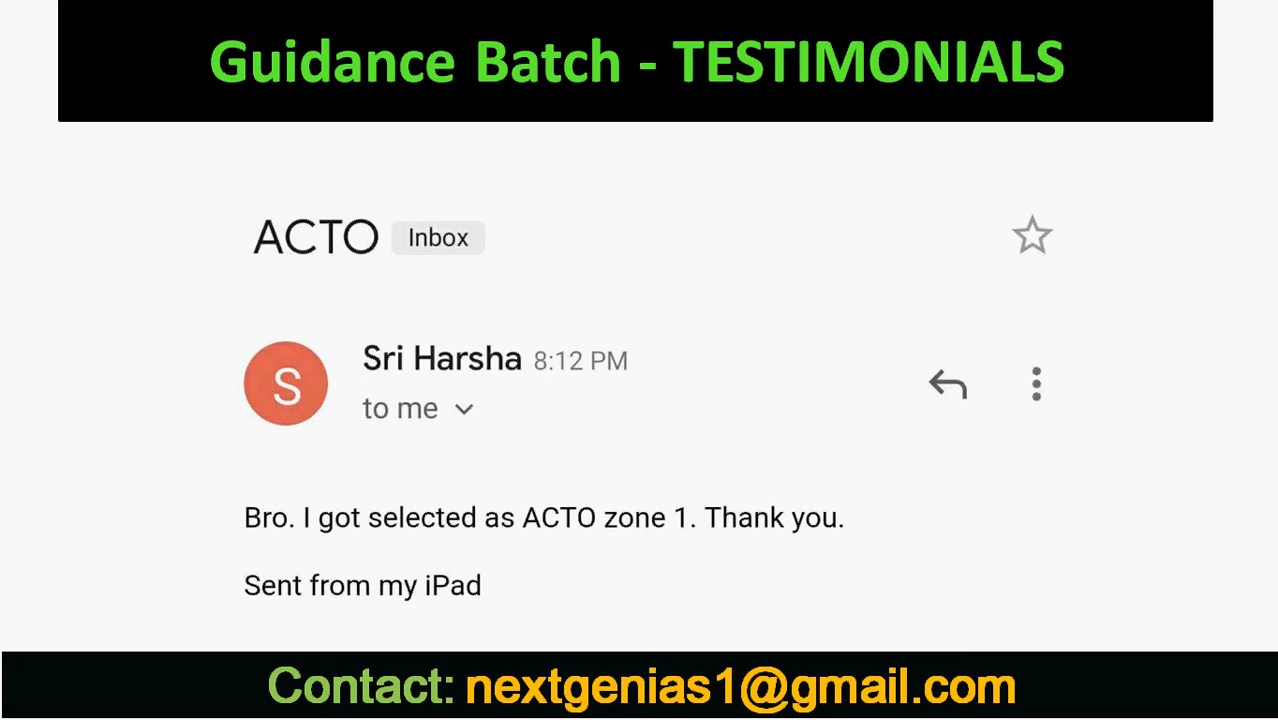 Guidance Batch - TESTIMONIALS
ACTO Inbox
S
Sri Harsha 8:12 PM
to me
Bro. I got selected as ACTO zone 1. Thank you.
Sent from my iPad
Contact: nextgenias1@gmail.com